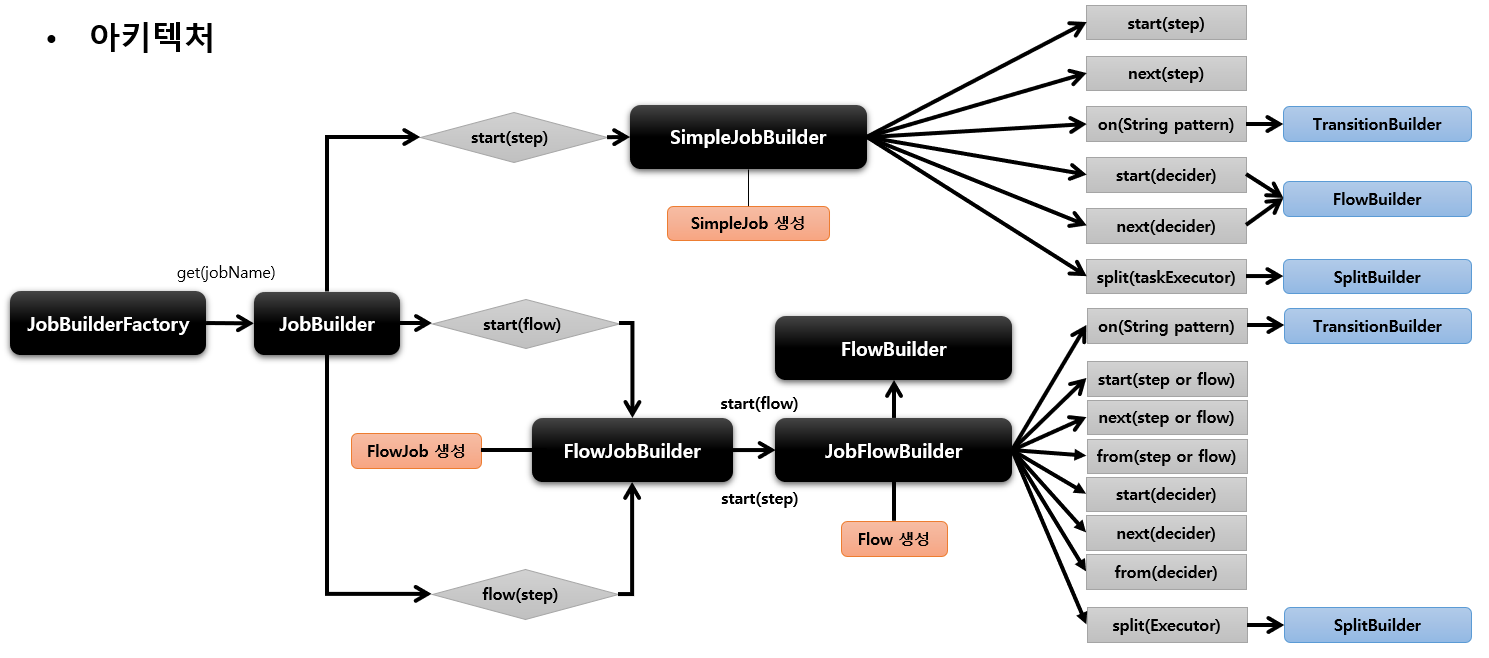 • 아키텍처
get(jobName)
JobBuilderFactory
JobBuilder
start(step)
SimpleJobBuilder
SimpleJob 생성
start(step)
next(step)
on(String pattern)
TransitionBuilder
start(decider)
next(decider)
FlowBuilder
split(taskExecutor)
SplitBuilder
start(flow)
FlowJob 생성
FlowJobBuilder
flow(step)
start(flow)
start(step)
FlowBuilder
JobFlowBuilder
Flow 생성
on(String pattern)
TransitionBuilder
start(step or flow)
next(step or flow)
from(step or flow)
start(decider)
next(decider)
from(decider)
split(Executor)
SplitBuilder